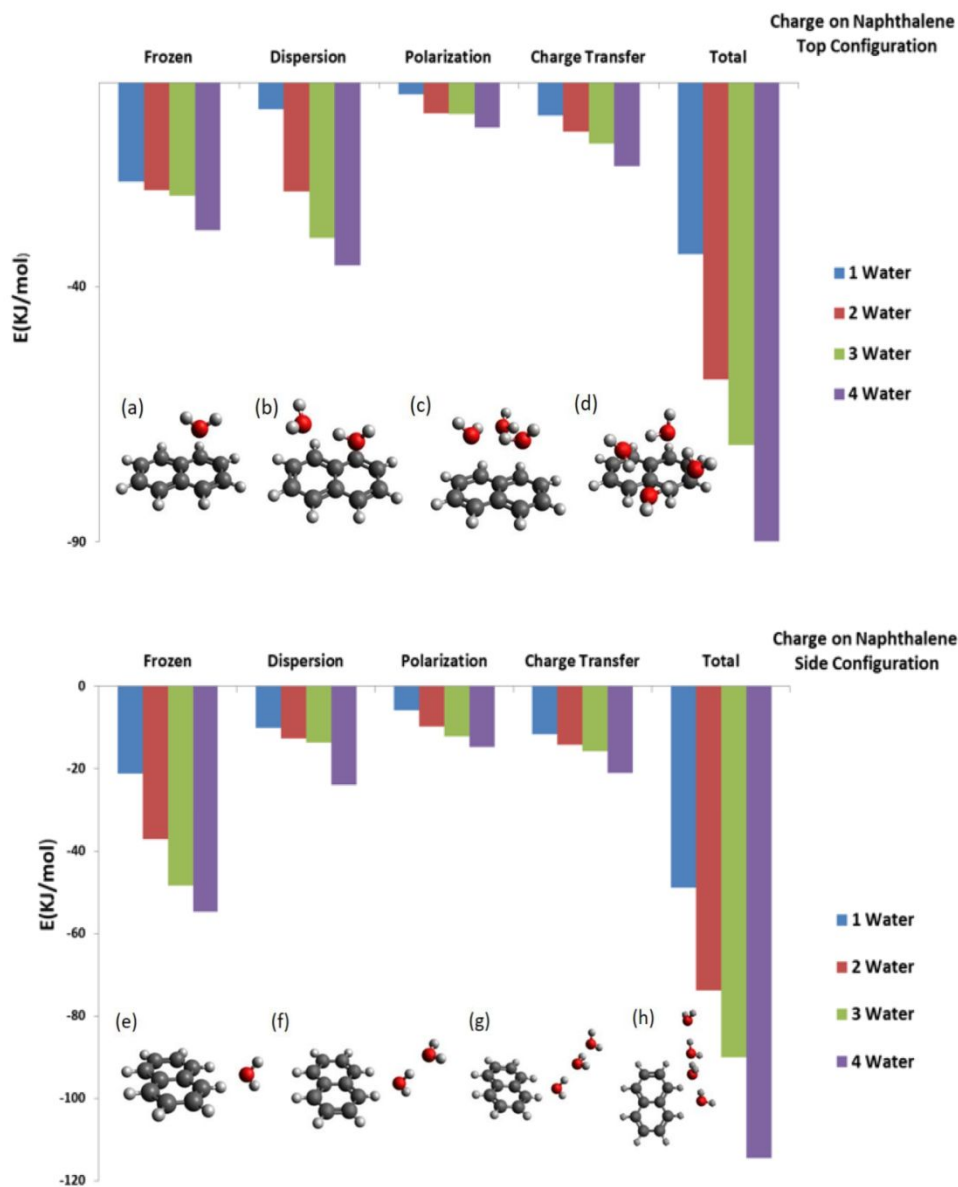 Charge on Naphthalene
Top Configuration
Frozen
Dispersion
Polarization
Charge Transfer
Total
E(KJ/mol)
-40
-90
1 Water
2 Water
3 Water
4 Water
(a)
(b)
(c)
(d)
Charge on Naphthalene
Side Configuration
Frozen
Dispersion
Polarization
Charge Transfer
Total
E(KJ/mol)
0
-20
-40
-60
-80
-100
-120
1 Water
2 Water
3 Water
4 Water
(e)
(f)
(g)
(h)